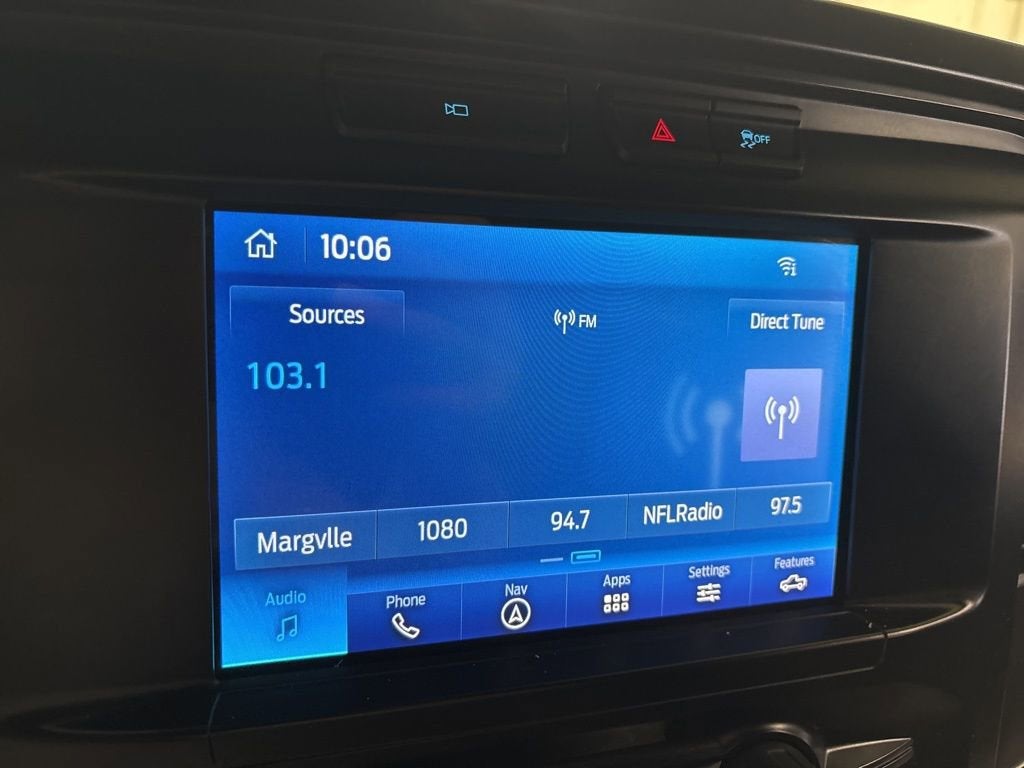 OFF
10:06
Sources
FM
Direct Tune
103.1
Margvlle
1080
94.7
NFLRadio
97.5
Audio
Phone
Nav
Apps
Settings
Features